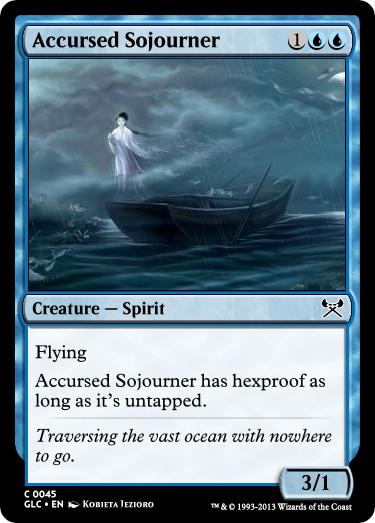 Accursed Sojourner 1
Creature — Spirit
Flying
Accursed Sojourner has hexproof as
long as it's untapped.
Traversing the vast ocean with nowhere
to go.
3/1
C 0045
GLC • EN Kobieta Jezioro
™ & © 1993-2013 Wizards of the Coast